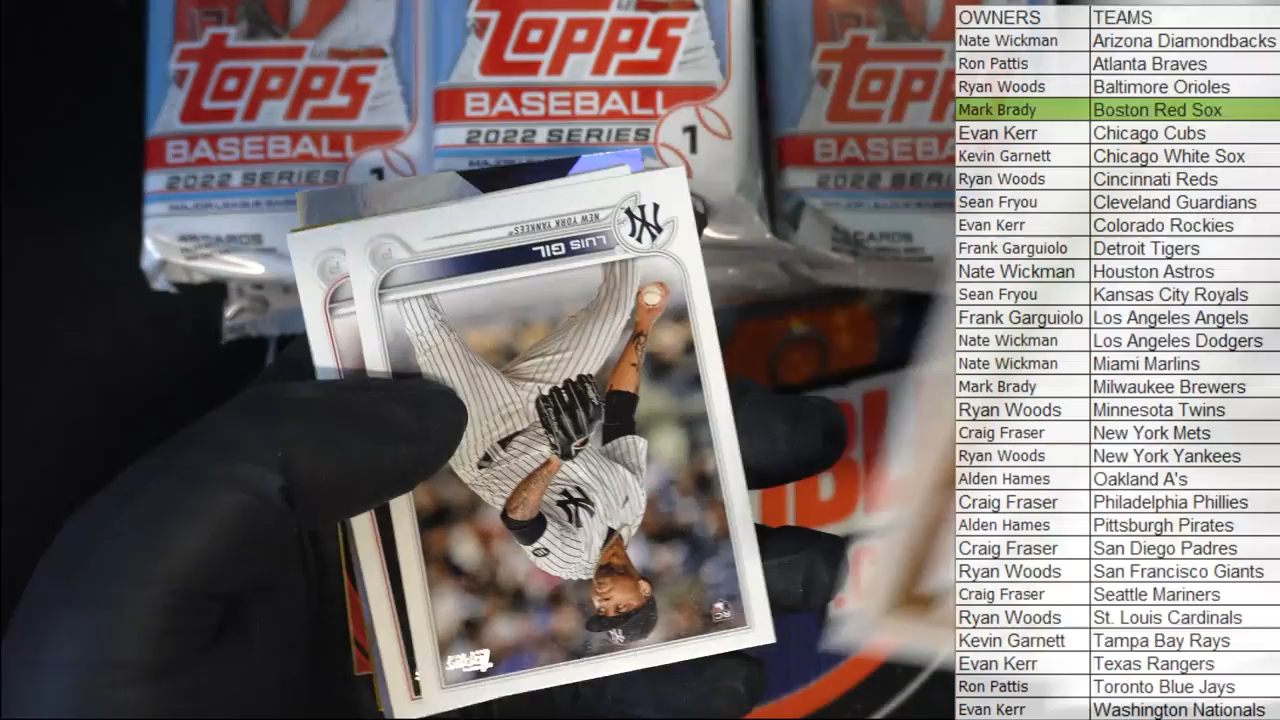 TOPPS
BASEBALL
2022 SERIES
TOPPS
BASEBALL
2022 SERIES
1
TOPP
BASEBA
2022 SERI
NEW YORK YANKEES
LUIS GIL
NY
NY
RC
OWNERS TEAMS
Nate Wickman Arizona Diamondbacks
Ron Pattis Atlanta Braves
Ryan Woods Baltimore Orioles
Mark Brady Boston Red Sox
Evan Kerr Chicago Cubs
Kevin Garnett Chicago White Sox
Ryan Woods Cincinnati Reds
Sean Fryou Cleveland Guardians
Evan Kerr Colorado Rockies
Frank Garguiolo Detroit Tigers
Nate Wickman Houston Astros
Sean Fryou Kansas City Royals
Frank Garguiolo Los Angeles Angels
Nate Wickman Los Angeles Dodgers
Nate Wickman Miami Marlins
Mark Brady Milwaukee Brewers
Ryan Woods Minnesota Twins
Craig Fraser New York Mets
Ryan Woods New York Yankees
Alden Hames Oakland A's
Craig Fraser Philadelphia Phillies
Alden Hames Pittsburgh Pirates
Craig Fraser San Diego Padres
Ryan Woods San Francisco Giants
Craig Fraser Seattle Mariners
Ryan Woods St. Louis Cardinals
Kevin Garnett Tampa Bay Rays
Evan Kerr Texas Rangers
Ron Pattis Toronto Blue Jays
Evan Kerr Washington Nationals